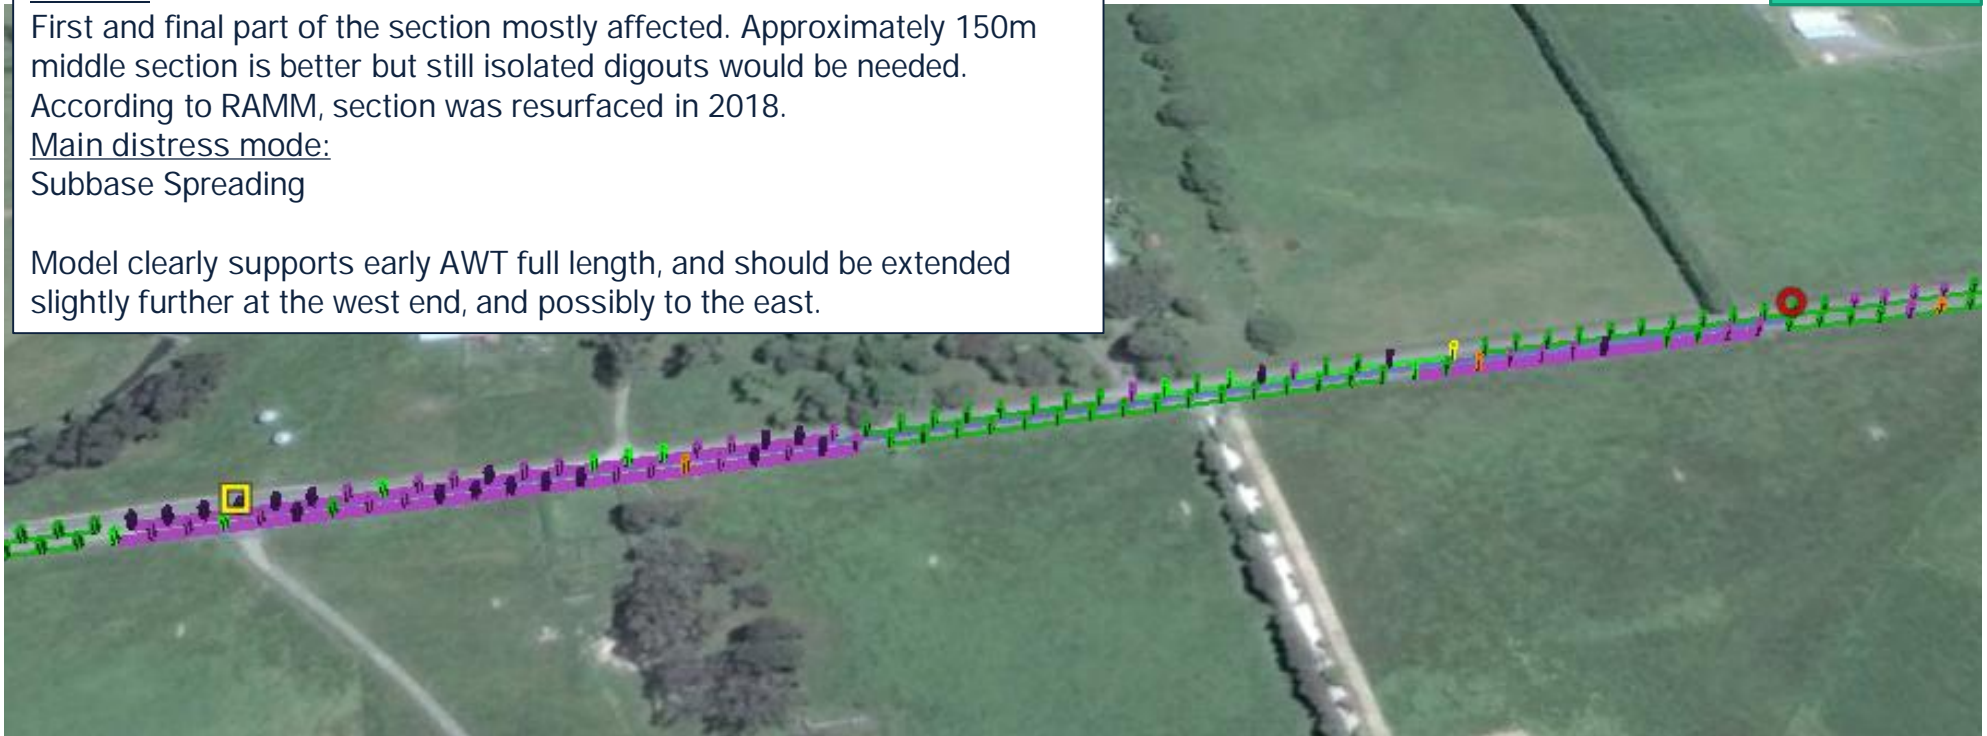 First and final part of the section mostly affected. Approximately 150m
middle section is better but still isolated digouts would be needed.
According to RAMM, section was resurfaced in 2018.
Main distress mode:
Subbase Spreading
Model clearly supports early AWT full length, and should be extended
slightly further at the west end, and possibly to the east.